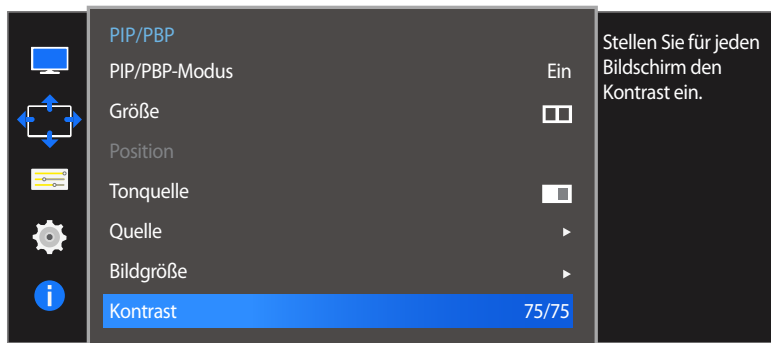 PIP/PBP
PIP/PBP-Modus Ein
Größe
Position
Tonquelle
Quelle
Bildgröße
Kontrast 75/75
Stellen Sie für jeden
Bildschirm den
Kontrast ein.